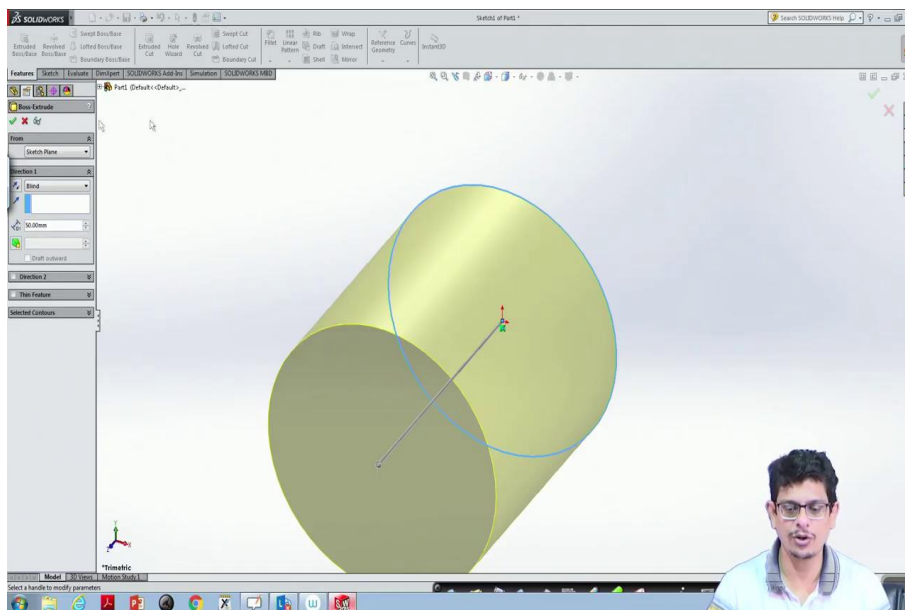 SOLIDWORKS
Sketch1 of Part1 *
Search SOLIDWORKS Help
Extruded Boss/Base
Revolved Boss/Base
Swept Boss/Base
Lofted Boss/Base
Boundary Boss/Base
Extruded Cut
Hole Wizard
Revolved Cut
Swept Cut
Lofted Cut
Boundary Cut
Fillet
Linear Pattern
Rib
Draft
Shell
Wrap
Intersect
Mirror
Reference Geometry
Curves
Instant3D
Features Sketch Evaluate DimXpert SOLIDWORKS Add-Ins Simulation SOLIDWORKS MBD
Part1 (Default<<Default>_...
Boss-Extrude
From
Sketch Plane
Direction 1
Blind
50.00mm
Draft outward
Direction 2
Thin Feature
Selected Contours
Y
X
Z
*Trimetric
Model 3D Views Motion Study 1
Select a handle to modify parameters